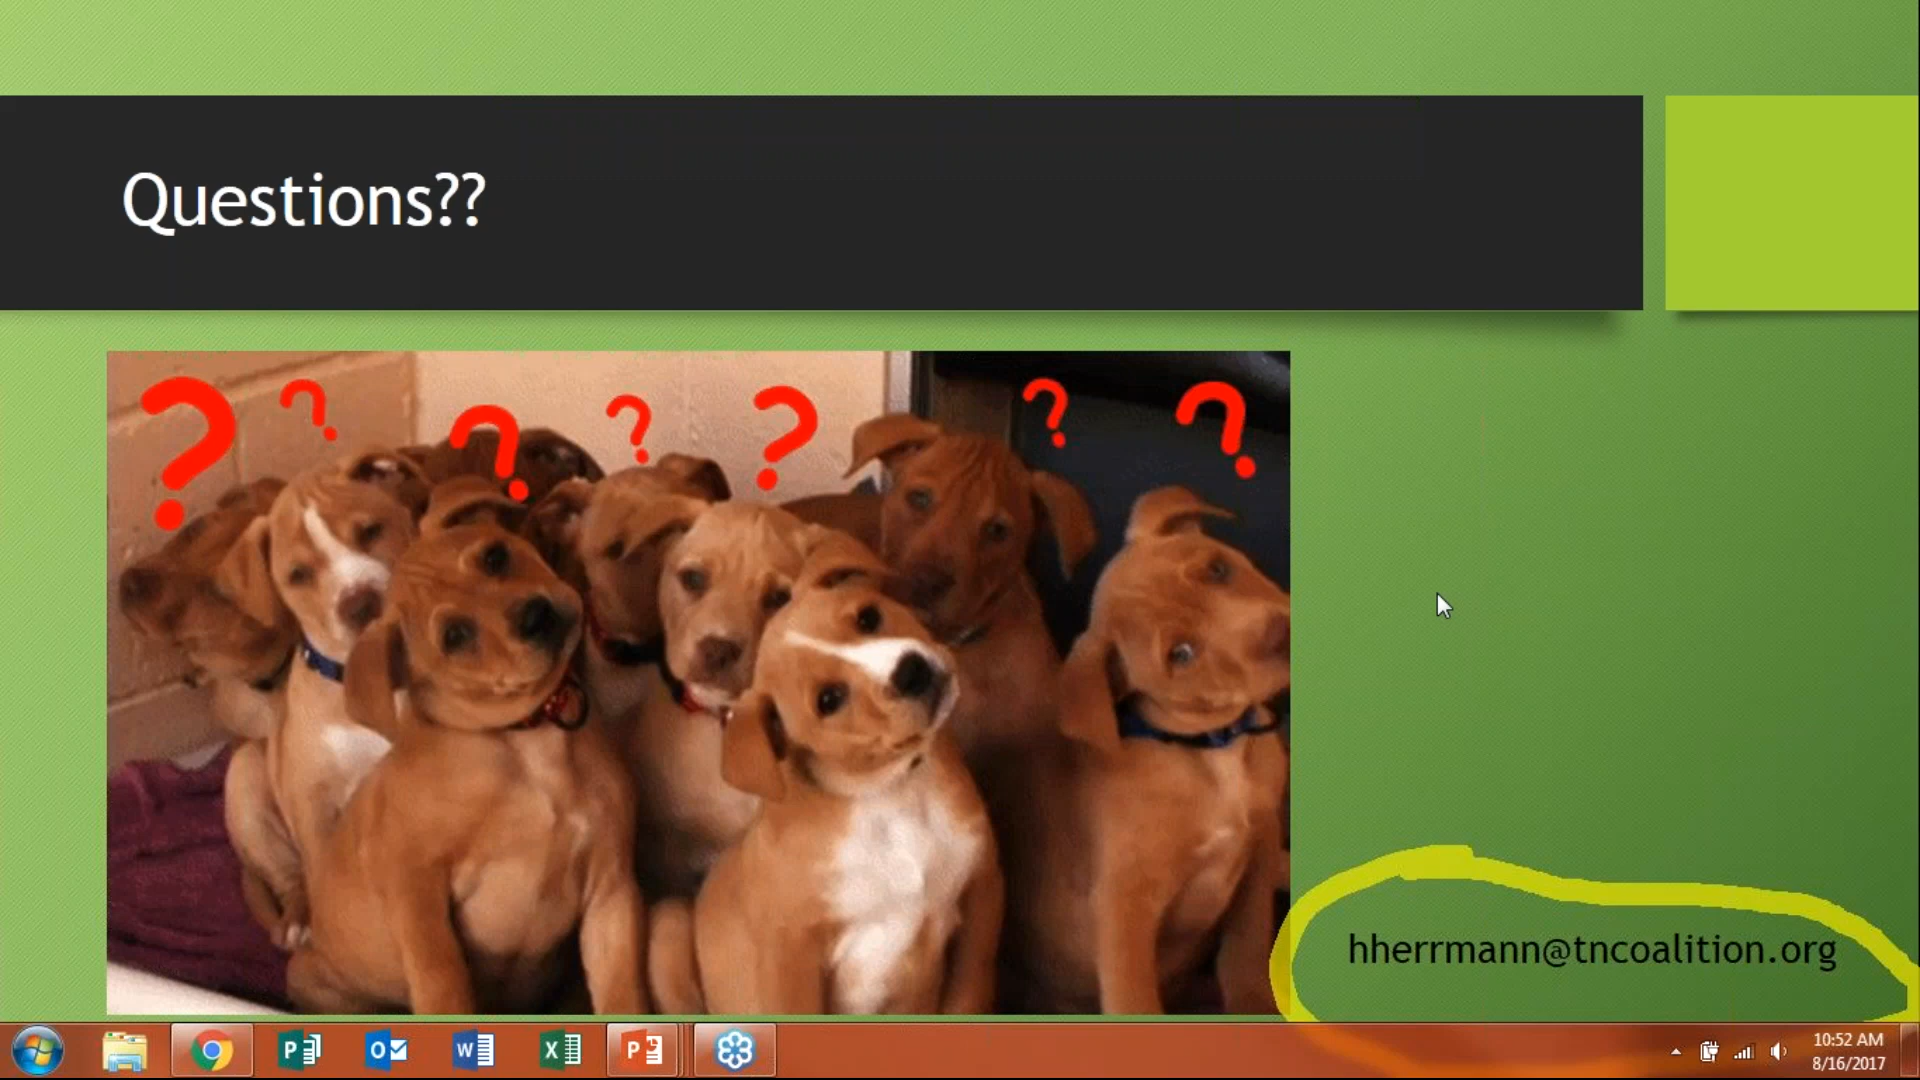 Questions??
? ? ? ? ? ? ?
hherrmann@tncoalition.org
P
O
W
X
P
10:52 AM
8/16/2017